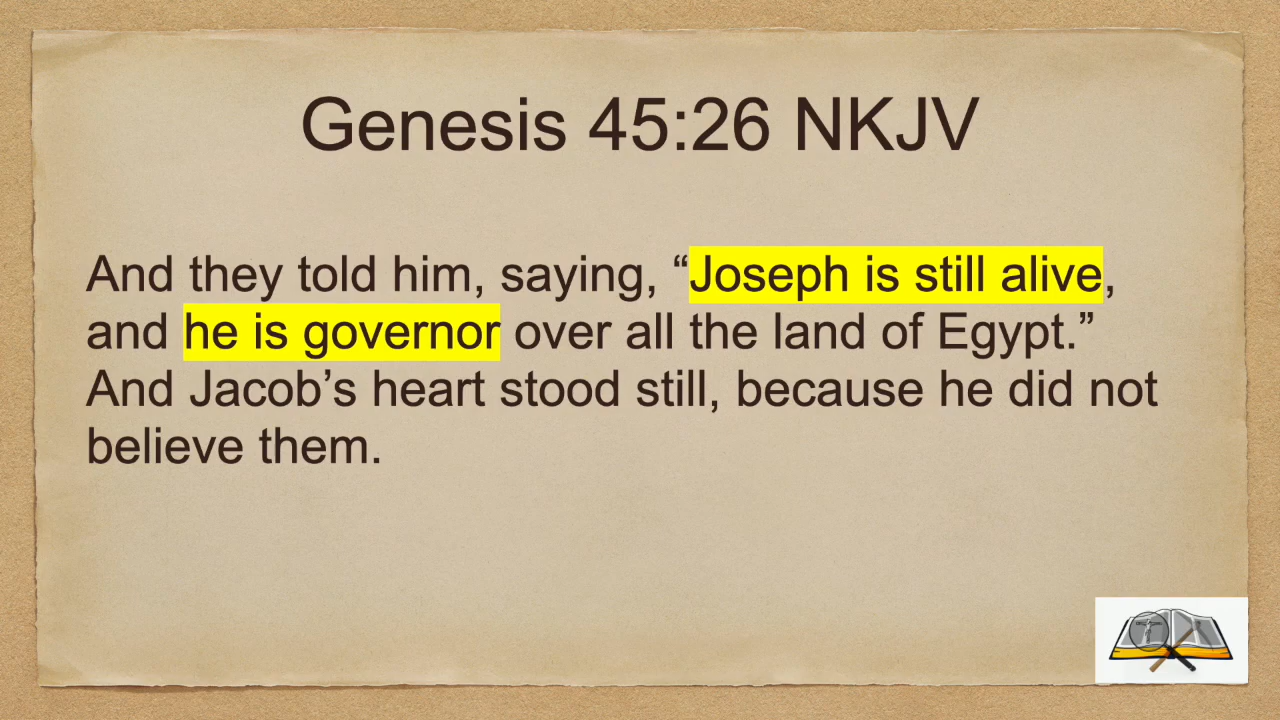 Genesis 45:26 NKJV
And they told him, saying, “Joseph is still alive,
and he is governor over all the land of Egypt.”
And Jacob’s heart stood still, because he did not
believe them.